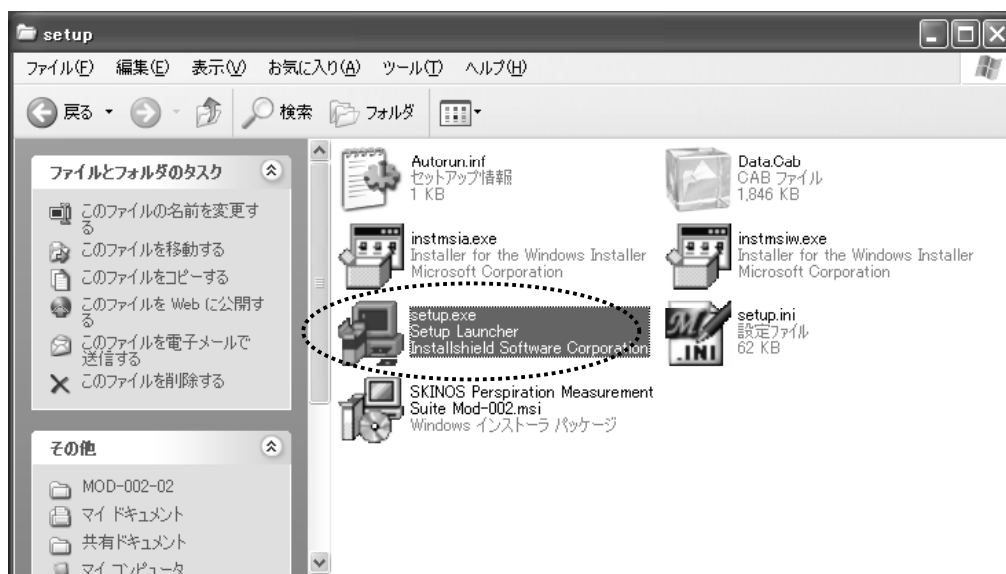 setup
ファイル(F) 編集(E) 表示(V) お気に入り(A) ツール(T) ヘルプ(H)
戻る 検索 フォルダ
ファイルとフォルダのタスク
このファイルの名前を変更す
る
このファイルを移動する
このファイルをコピーする
このファイルを Web に公開す
る
このファイルを電子メールで
送信する
このファイルを削除する
その他
MOD-002-02
マイ ドキュメント
共有ドキュメント
マイ コンピュータ
Autorun.inf
セットアップ情報
1 KB
Data.Cab
CAB ファイル
1,846 KB
instmsia.exe
Installer for the Windows Installer
Microsoft Corporation
instmsiw.exe
Installer for the Windows Installer
Microsoft Corporation
setup.exe
Setup Launcher
Installshield Software Corporation
setup.ini
設定ファイル
62 KB
.INI
SKINOS Perspiration Measurement
Suite Mod-002.msi
Windows インストーラ パッケージ